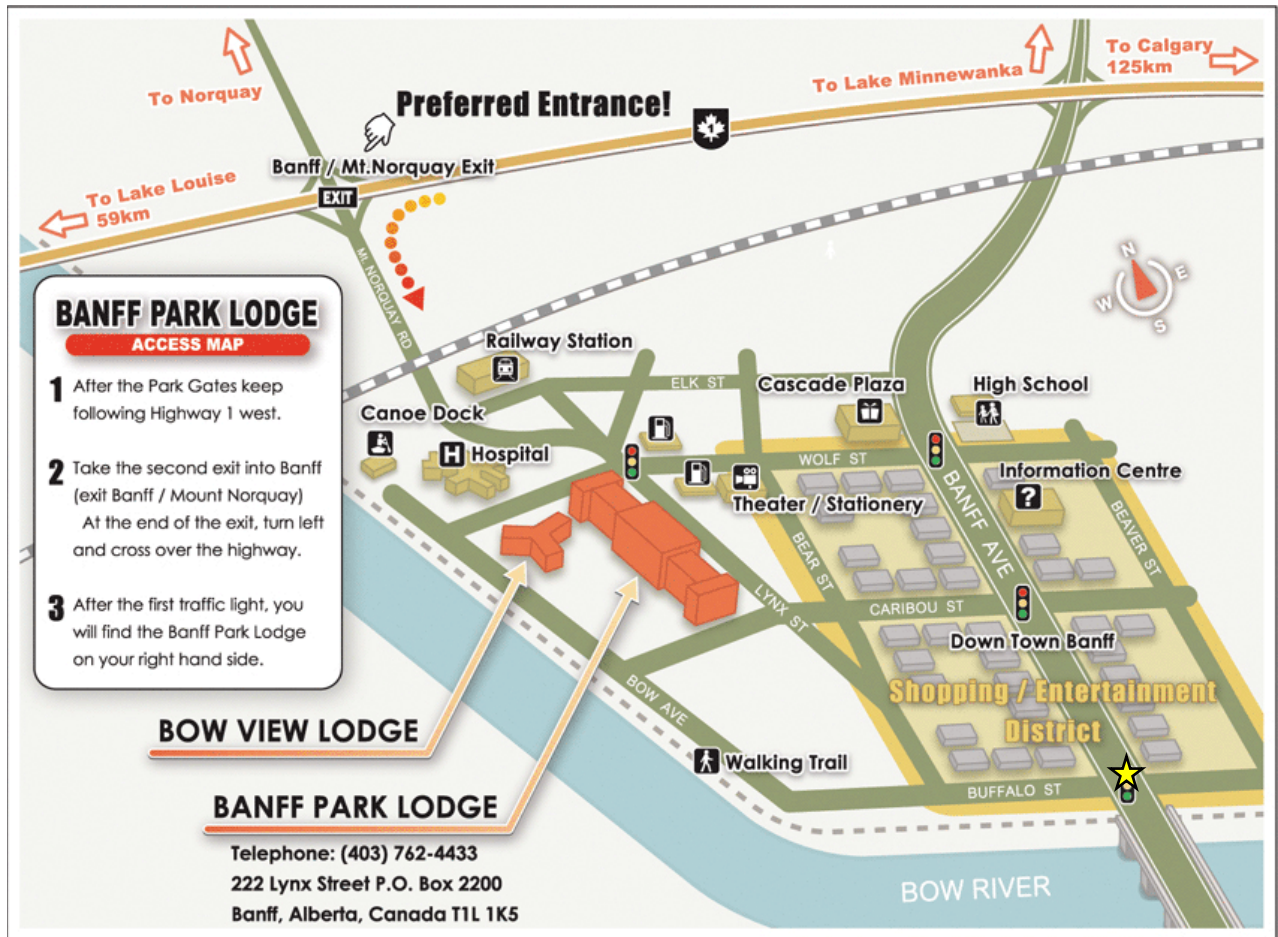 To Norquay
Preferred Entrance!
To Lake Minnewanka
To Calgary
125km
1
Banff / Mt.Norquay Exit
EXIT
To Lake Louise
59km
Mt. NORQUAY RD
N
E
W
S
BANFF PARK LODGE
ACCESS MAP
1 After the Park Gates keep
following Highway 1 west.
2 Take the second exit into Banff
(exit Banff / Mount Norquay)
At the end of the exit, turn left
and cross over the highway.
3 After the first traffic light, you
will find the Banff Park Lodge
on your right hand side.
Railway Station
ELK ST
Cascade Plaza
High School
Canoe Dock
H Hospital
WOLF ST
Information Centre
?
Theater / Stationery
BANFF AVE
BEAVER ST
BEAR ST
LYNX ST
CARIBOU ST
Down Town Banff
Shopping / Entertainment
District
BOW AVE
BOW VIEW LODGE
Walking Trail
BUFFALO ST
BANFF PARK LODGE
Telephone: (403) 762-4433
222 Lynx Street P.O. Box 2200
Banff, Alberta, Canada T1L 1K5
BOW RIVER